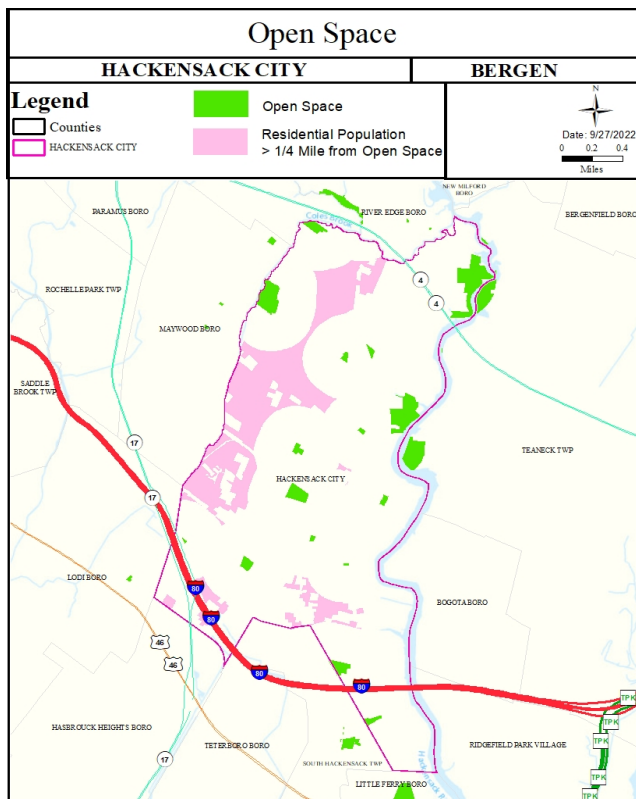 Open Space
HACKENSACK CITY
BERGEN
Legend
Counties
HACKENSACK CITY
Open Space
Residential Population
> 1/4 Mile from Open Space
N
Date: 9/27/2022
0 0.2 0.4
Miles
NEW MILFORD
BORO
PARAMUS BORO
RIVER EDGE BORO
BERGENFIELD BORO
Coles Brook
4
4
ROCHELLE PARK TWP
MAYWOOD BORO
SADDLE
BROOK TWP
17
TEANECK TWP
HACKENSACK CITY
17
LODI BORO
80
BOGOTA BORO
80
46
46
80
80
TPK
TPK
TPK
TPK
HASBROUCK HEIGHTS BORO
TETERBORO BORO
RIDGEFIELD PARK VILLAGE
17
SOUTH HACKENSACK TWP
LITTLE FERRY BORO